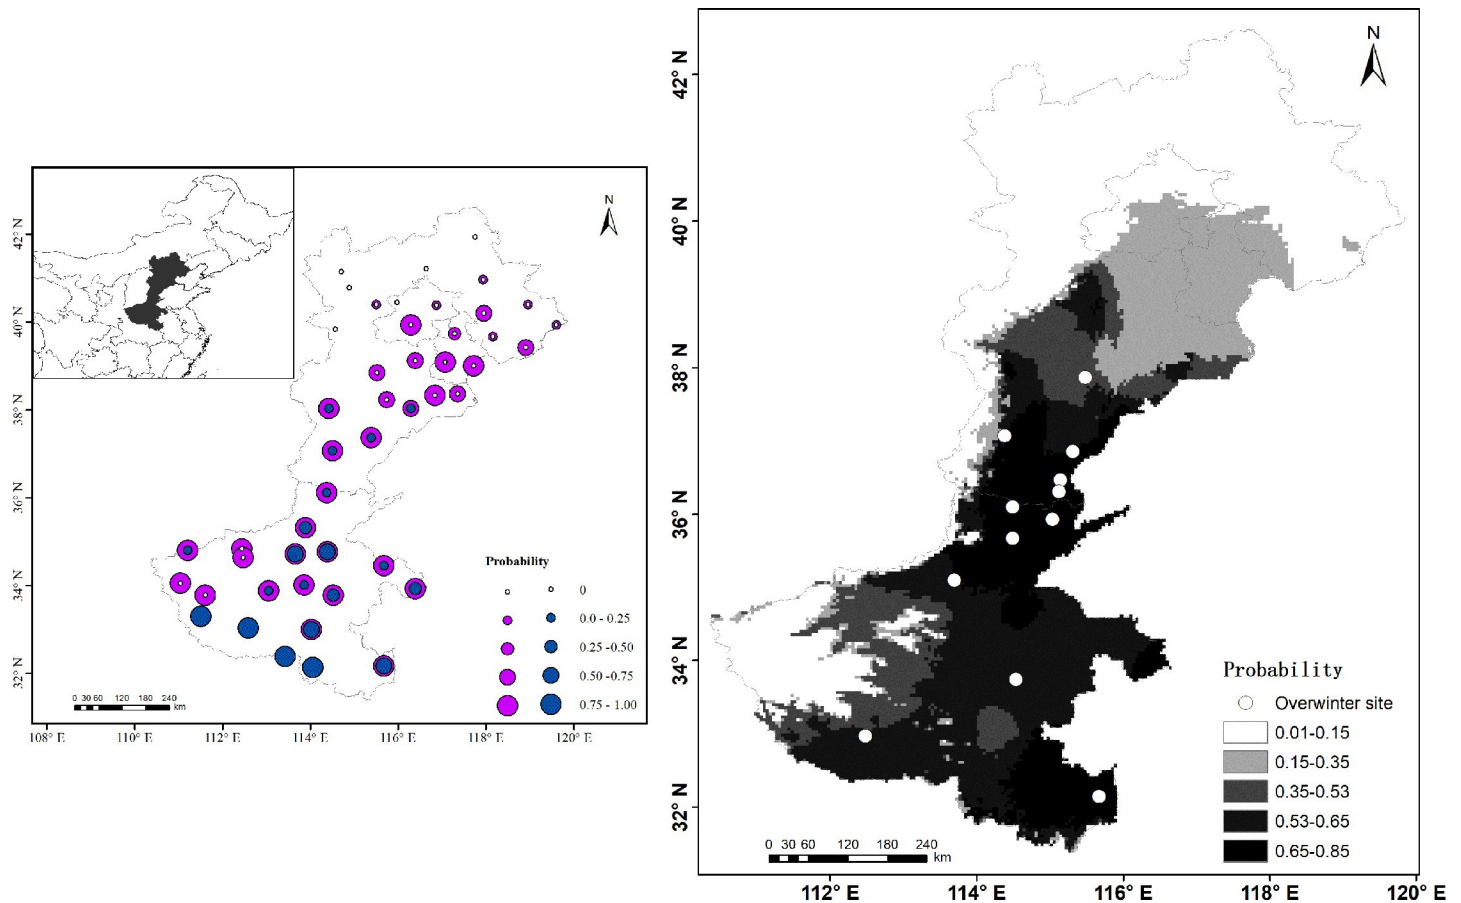 N
42° N
40° N
38° N
36° N
34° N
32° N
Probability
0
0.0 - 0.25
0.25 -0.50
0.50 -0.75
0.75 - 1.00
0 30 60 120 180 240
km
108° E 110° E 112° E 114° E 116° E 118° E 120° E
N
42° N
40° N
38° N
36° N
34° N
32° N
Probability
Overwinter site
0.01-0.15
0.15-0.35
0.35-0.53
0.53-0.65
0.65-0.85
0 30 60 120 180 240
km
112° E 114° E 116° E 118° E 120° E